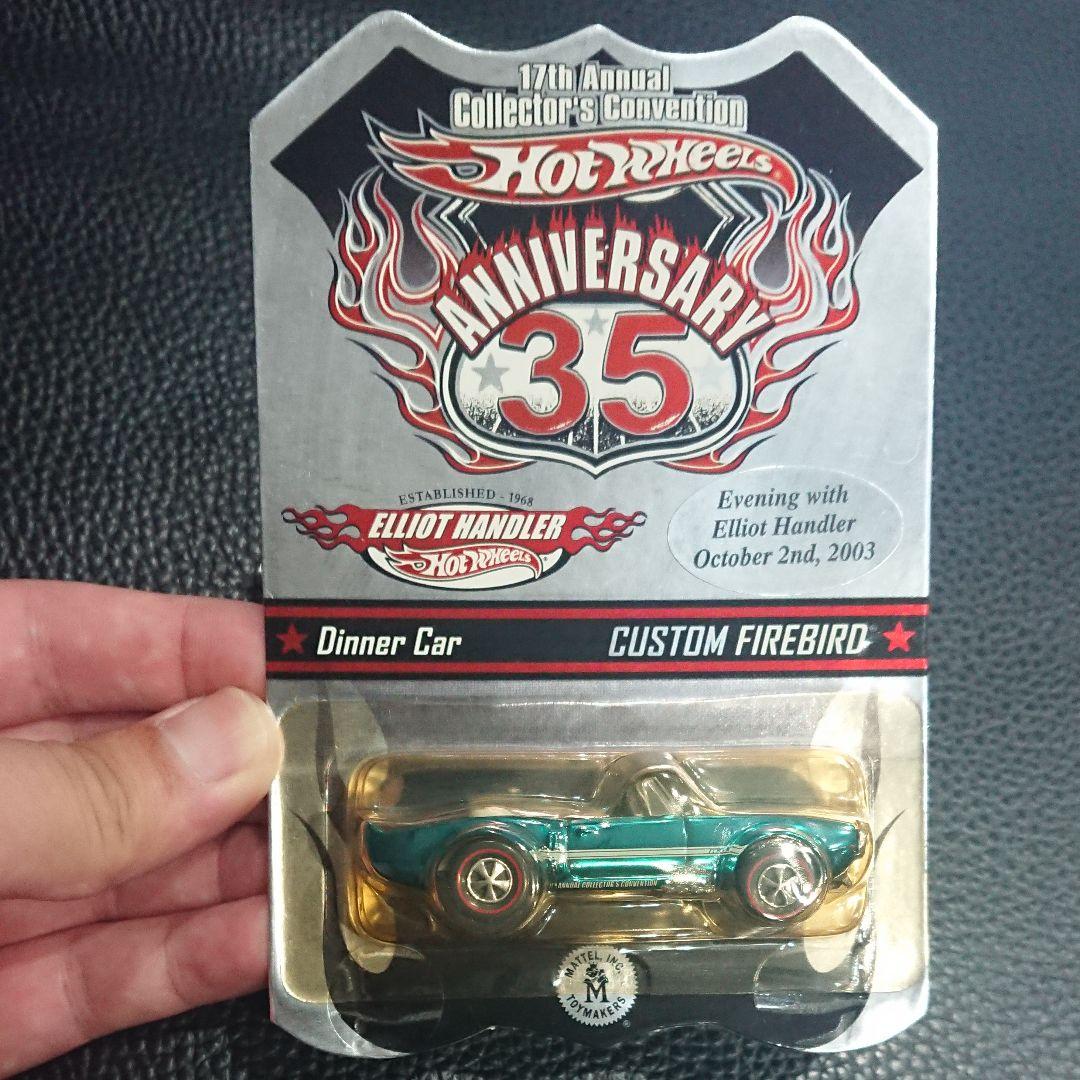 17th Annual
Collector's Convention
Hot Wheels
ANNIVERSARY
35
ESTABLISHED - 1968
ELLIOT HANDLER
Hot Wheels
Evening with
Elliot Handler
October 2nd, 2003
Dinner Car
CUSTOM FIREBIRD
ANNUAL COLLECTOR'S CONVENTION
MATTEL, INC.
M
TOYMAKERS